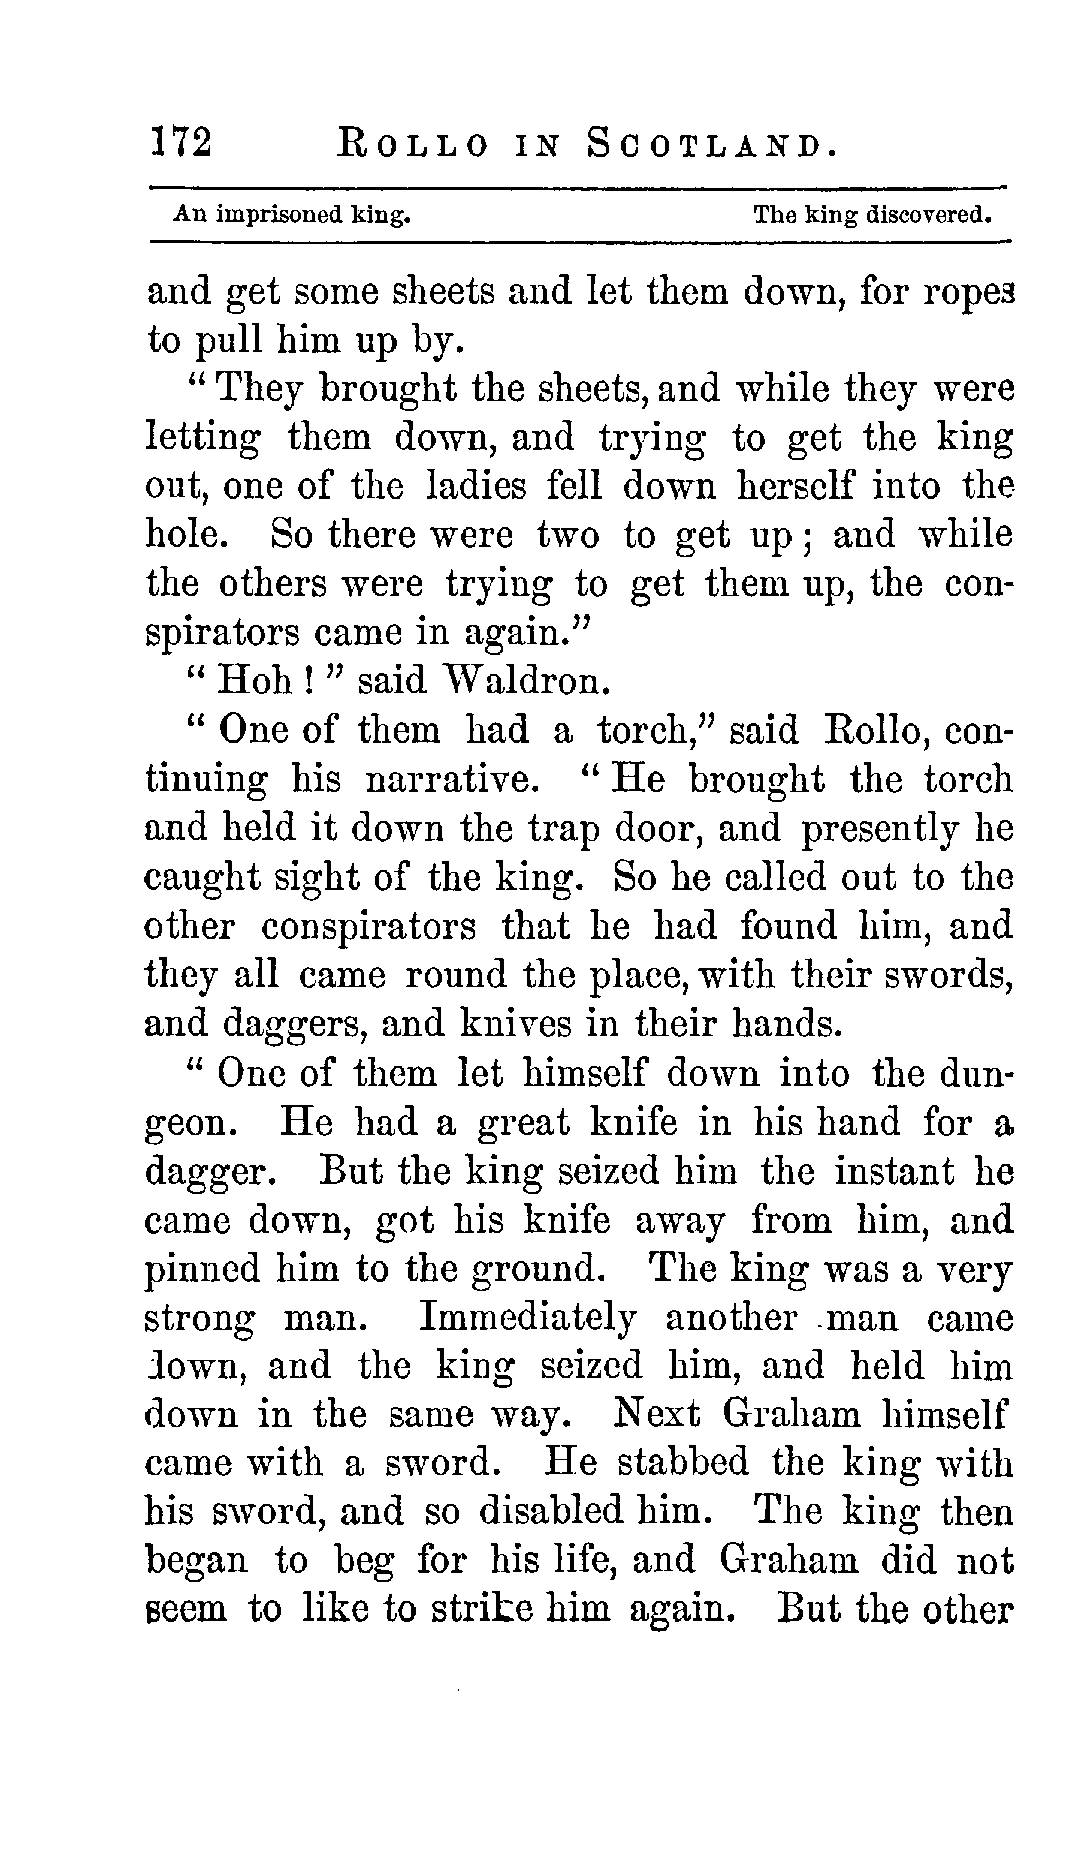 172 ROLLO IN SCOTLAND.
An imprisoned king. The king discovered.
and get some sheets and let them down, for ropes
to pull him up by.
“ They brought the sheets, and while they were
letting them down, and trying to get the king
out, one of the ladies fell down herself into the
hole. So there were two to get up ; and while
the others were trying to get them up, the con-
spirators came in again.”
“ Hoh ! ” said Waldron.
“ One of them had a torch,” said Rollo, con-
tinuing his narrative. “ He brought the torch
and held it down the trap door, and presently he
caught sight of the king. So he called out to the
other conspirators that he had found him, and
they all came round the place, with their swords,
and daggers, and knives in their hands.
“ One of them let himself down into the dun-
geon. He had a great knife in his hand for a
dagger. But the king seized him the instant he
came down, got his knife away from him, and
pinned him to the ground. The king was a very
strong man. Immediately another man came
down, and the king seized him, and held him
down in the same way. Next Graham himself
came with a sword. He stabbed the king with
his sword, and so disabled him. The king then
began to beg for his life, and Graham did not
seem to like to strike him again. But the other